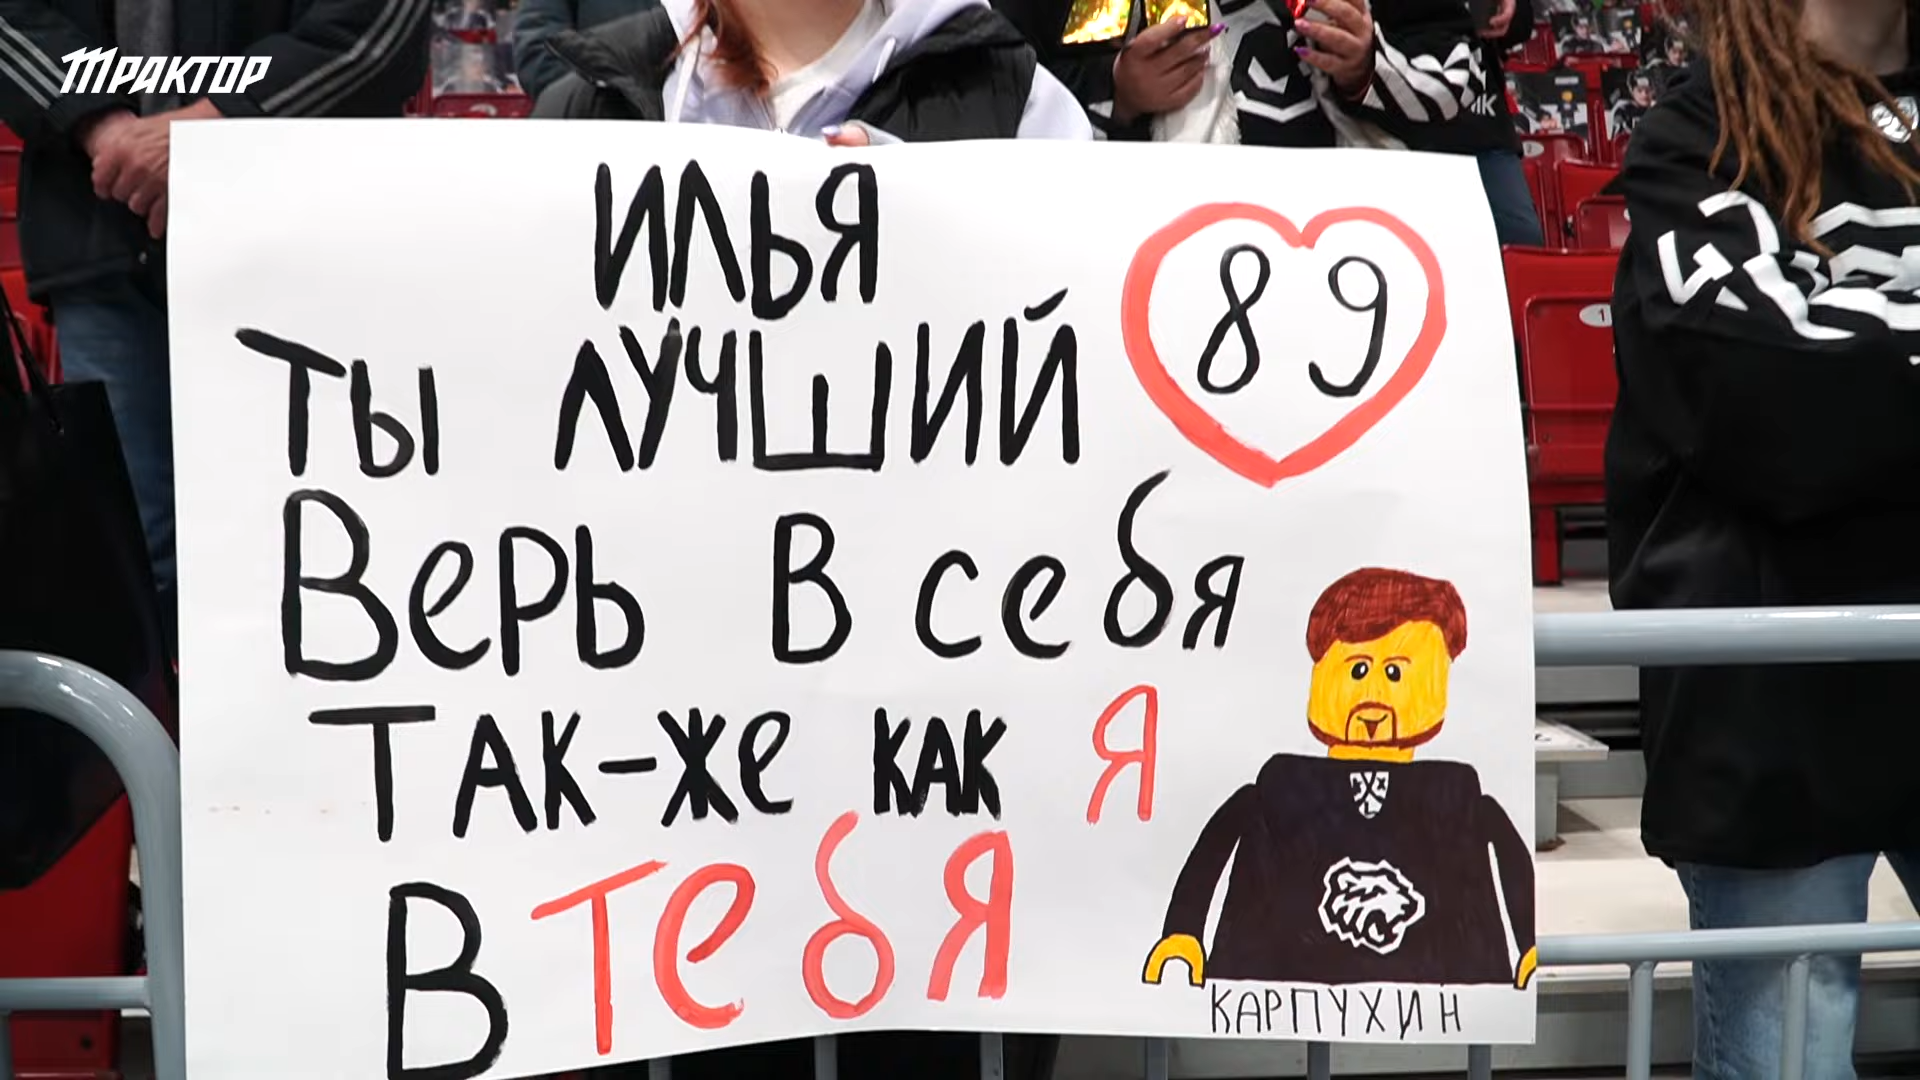 Трактор
ИЛЬЯ
89
ТЫ ЛУЧШИЙ
Верь в себя
ТАК-же как Я
В Тебя
КАРПУХИН